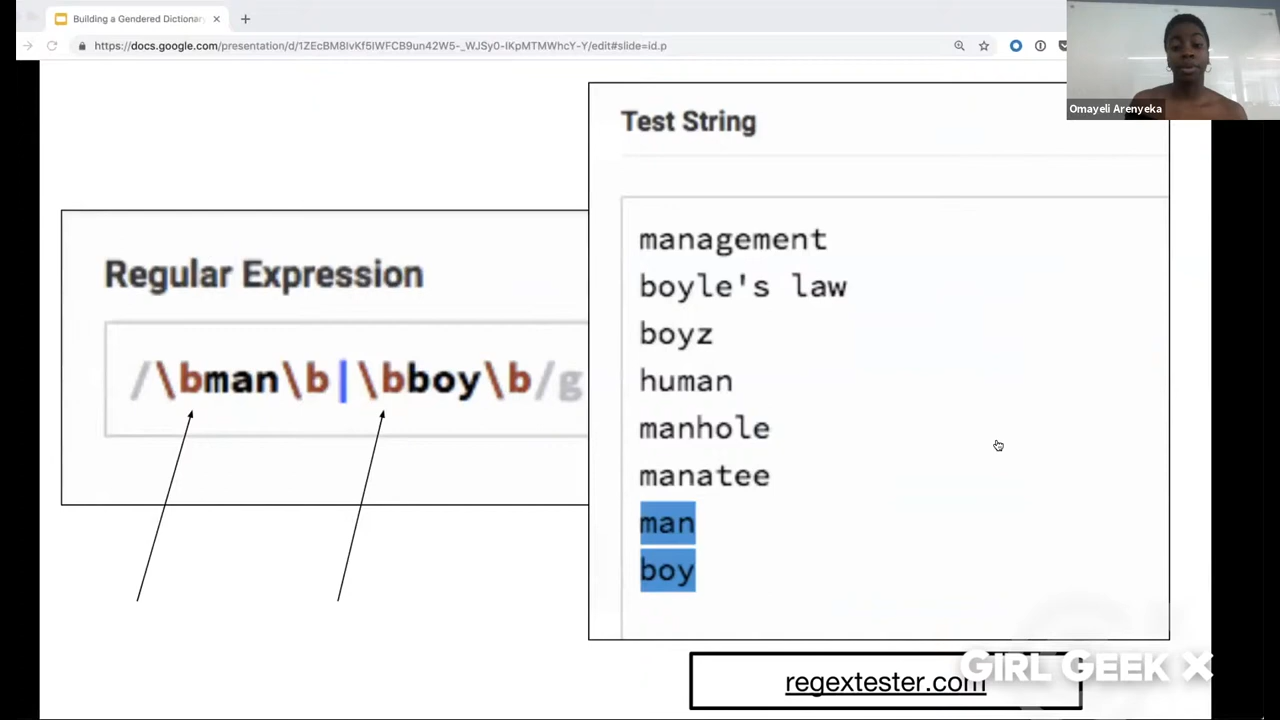 Building a Gendered Dictionary
https://docs.google.com/presentation/d/1ZEcBM8lvKf5IWFCB9un42W5-_WJSy0-IKpMTMWhcY-Y/edit#slide=id.p
Omayeli Arenyeka
Test String
management
boyle's law
boyz
human
manhole
manatee
man
boy
Regular Expression
/\bman\b|\bboy\b/g
regextester.com
GIRL GEEK X